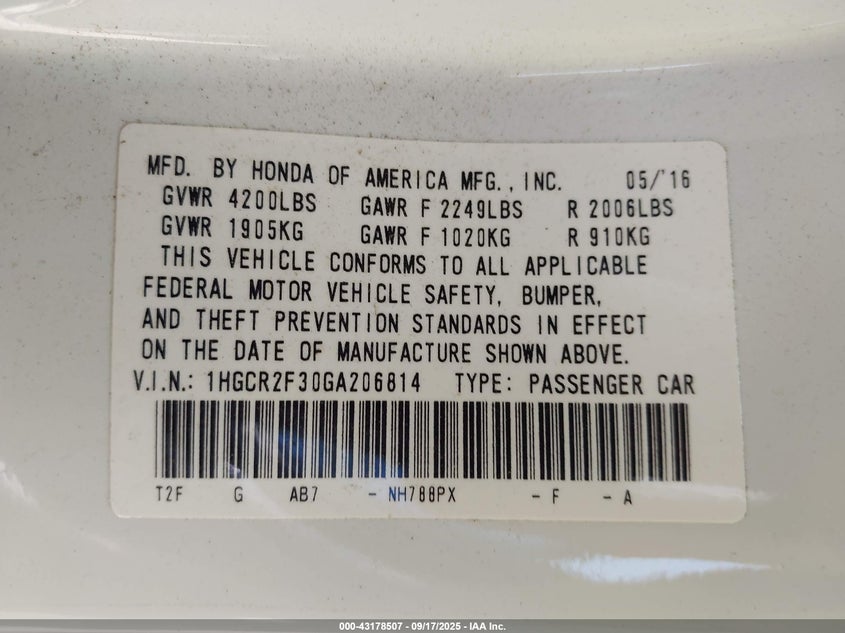 MFD. BY HONDA OF AMERICA MFG., INC. 05/'16
GVWR 4200LBS GAWR F 2249LBS R 2006LBS
GVWR 1905KG GAWR F 1020KG R 910KG
THIS VEHICLE CONFORMS TO ALL APPLICABLE
FEDERAL MOTOR VEHICLE SAFETY, BUMPER,
AND THEFT PREVENTION STANDARDS IN EFFECT
ON THE DATE OF MANUFACTURE SHOWN ABOVE.
V.I.N.: 1HGCR2F30GA206814 TYPE: PASSENGER CAR
T2F G AB7 - NH788PX - F - A
000-43178507 - 09/17/2025 - IAA Inc.